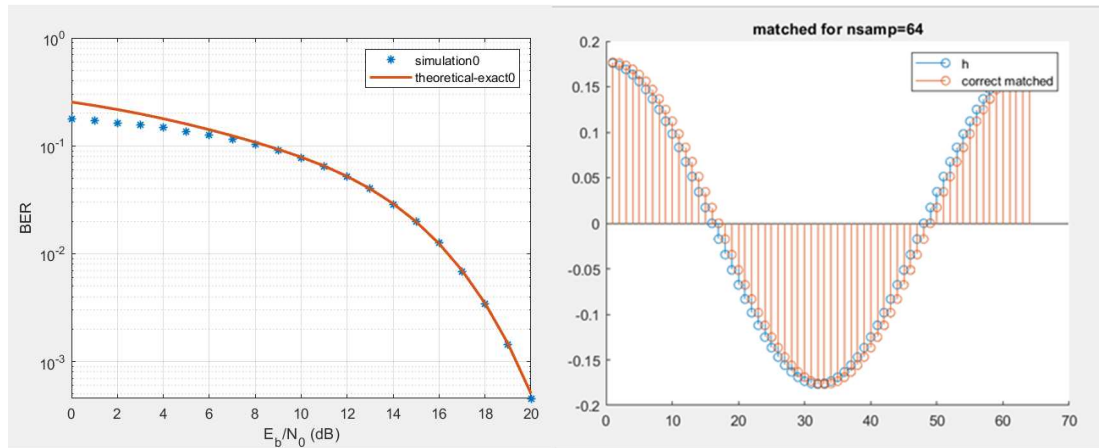 10^0
10^-1
10^-2
10^-3
BER
0 2 4 6 8 10 12 14 16 18 20
E_b/N_0 (dB)
simulation0
theoretical-exact0
matched for nsamp=64
0.2
0.15
0.1
0.05
0
-0.05
-0.1
-0.15
-0.2
0 10 20 30 40 50 60 70
h
correct matched